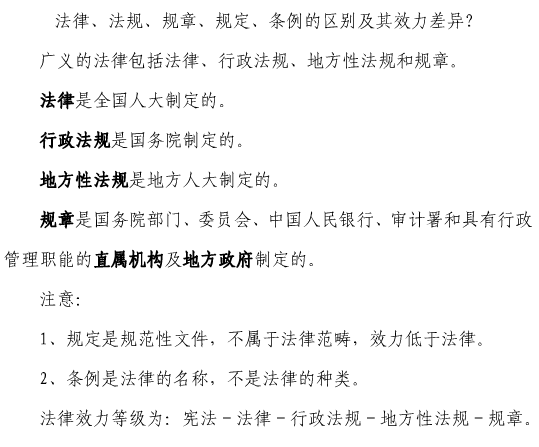 法律、法规、规章、规定、条例的区别及其效力差异？
广义的法律包括法律、行政法规、地方性法规和规章。
法律是全国人大制定的。
行政法规是国务院制定的。
地方性法规是地方人大制定的。
规章是国务院部门、委员会、中国人民银行、审计署和具有行政
管理职能的直属机构及地方政府制定的。
注意：
1、规定是规范性文件，不属于法律范畴，效力低于法律。
2、条例是法律的名称，不是法律的种类。
法律效力等级为：宪法－法律－行政法规－地方性法规－规章。